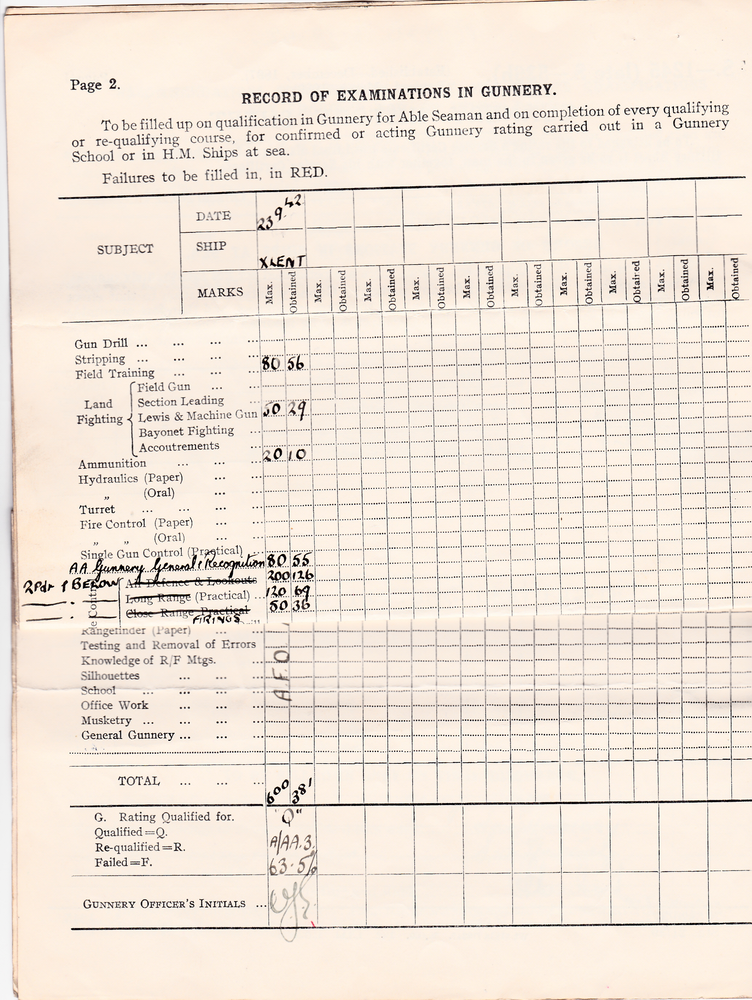 Page 2.
RECORD OF EXAMINATIONS IN GUNNERY.
To be filled up on qualification in Gunnery for Able Seaman and on completion of every qualifying
or re-qualifying course, for confirmed or acting Gunnery rating carried out in a Gunnery
School or in H.M. Ships at sea.
Failures to be filled in, in RED.
DATE 23 9.42
SUBJECT
SHIP XLENT
MARKS Max. Obtained Max. Obtained Max. Obtained Max. Obtained Max. Obtained Max. Obtained Max. Obtained Max. Obtained Max. Obtained Max. Obtained
Gun Drill ... ... ... ...
Stripping ... ... ... ... 80 56
Field Training ... ... ...
Land Fighting
Field Gun ... ...
Section Leading ...
Lewis & Machine Gun 50 29
Bayonet Fighting ...
Accoutrements ... 20 10
Ammunition ... ... ...
Hydraulics (Paper) ... ...
„ (Oral) ... ...
Turret ... ... ... ...
Fire Control (Paper) ... ...
„ „ (Oral) ... ...
Single Gun Control (Practical) ...
AA Gunnery General & Recognition 80 55
2Pdr & BELOW Air Defence & Lookouts 200 126
Long Range (Practical) ... 120 69
Close Range Practical 50 36
FIRINGS
Rangefinder (Paper) ... ...
Testing and Removal of Errors
Knowledge of R/F Mtgs. ...
Silhouettes ... ... ...
School ... ... ... ...
Office Work ... ... ...
Musketry ... ... ... ...
General Gunnery ... ... ...
A.F.O.
TOTAL ... ... ... 600 381
G. Rating Qualified for. "Q"
Qualified=Q.
Re-qualified=R. A/AA.3.
Failed=F. 63.5%
GUNNERY OFFICER'S INITIALS ...